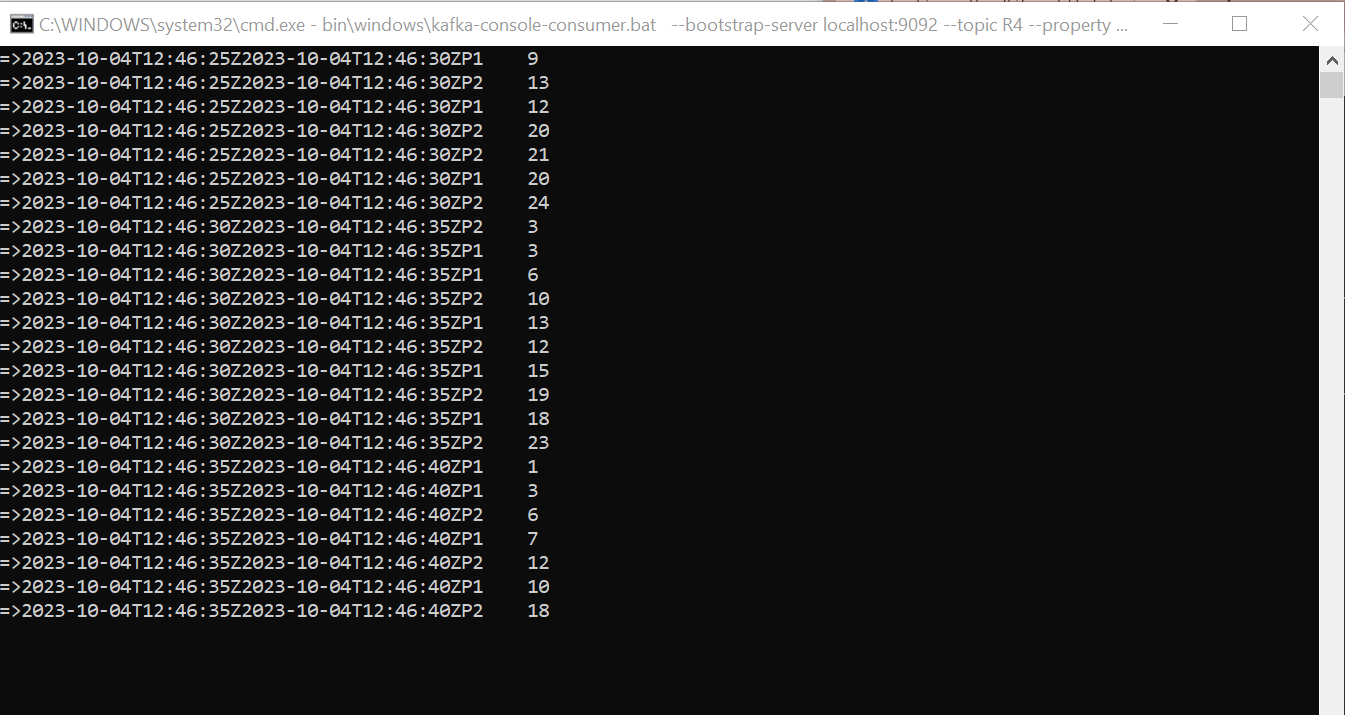 C:\WINDOWS\system32\cmd.exe - bin\windows\kafka-console-consumer.bat --bootstrap-server localhost:9092 --topic R4 --property ...
=>2023-10-04T12:46:25Z2023-10-04T12:46:30ZP1 9
=>2023-10-04T12:46:25Z2023-10-04T12:46:30ZP2 13
=>2023-10-04T12:46:25Z2023-10-04T12:46:30ZP1 12
=>2023-10-04T12:46:25Z2023-10-04T12:46:30ZP2 20
=>2023-10-04T12:46:25Z2023-10-04T12:46:30ZP2 21
=>2023-10-04T12:46:25Z2023-10-04T12:46:30ZP1 20
=>2023-10-04T12:46:25Z2023-10-04T12:46:30ZP2 24
=>2023-10-04T12:46:30Z2023-10-04T12:46:35ZP2 3
=>2023-10-04T12:46:30Z2023-10-04T12:46:35ZP1 3
=>2023-10-04T12:46:30Z2023-10-04T12:46:35ZP1 6
=>2023-10-04T12:46:30Z2023-10-04T12:46:35ZP2 10
=>2023-10-04T12:46:30Z2023-10-04T12:46:35ZP1 13
=>2023-10-04T12:46:30Z2023-10-04T12:46:35ZP2 12
=>2023-10-04T12:46:30Z2023-10-04T12:46:35ZP1 15
=>2023-10-04T12:46:30Z2023-10-04T12:46:35ZP2 19
=>2023-10-04T12:46:30Z2023-10-04T12:46:35ZP1 18
=>2023-10-04T12:46:30Z2023-10-04T12:46:35ZP2 23
=>2023-10-04T12:46:35Z2023-10-04T12:46:40ZP1 1
=>2023-10-04T12:46:35Z2023-10-04T12:46:40ZP1 3
=>2023-10-04T12:46:35Z2023-10-04T12:46:40ZP2 6
=>2023-10-04T12:46:35Z2023-10-04T12:46:40ZP1 7
=>2023-10-04T12:46:35Z2023-10-04T12:46:40ZP2 12
=>2023-10-04T12:46:35Z2023-10-04T12:46:40ZP1 10
=>2023-10-04T12:46:35Z2023-10-04T12:46:40ZP2 18